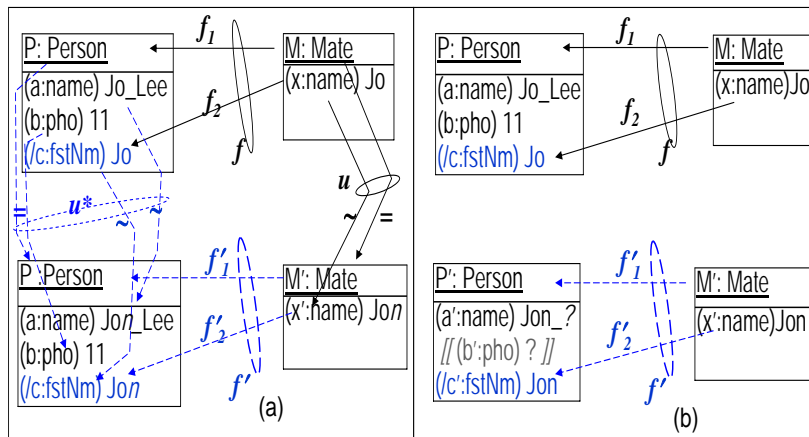 P: Person
(a:name) Jo_Lee
(b:pho) 11
(/c:fstNm) Jo
f1
f2
f
M: Mate
(x:name) Jo
u
~
=
=
u*
~
~
P: Person
(a:name) Jon_Lee
(b:pho) 11
(/c:fstNm) Jon
f'1
f'2
f'
M': Mate
(x':name) Jon
(a)
P: Person
(a:name) Jo_Lee
(b:pho) 11
(/c:fstNm) Jo
f1
f2
f
M: Mate
(x:name)Jo
P': Person
(a':name) Jon_?
[[ (b':pho) ? ]]
(/c':fstNm) Jon
f'1
f'2
f'
M': Mate
(x':name)Jon
(b)